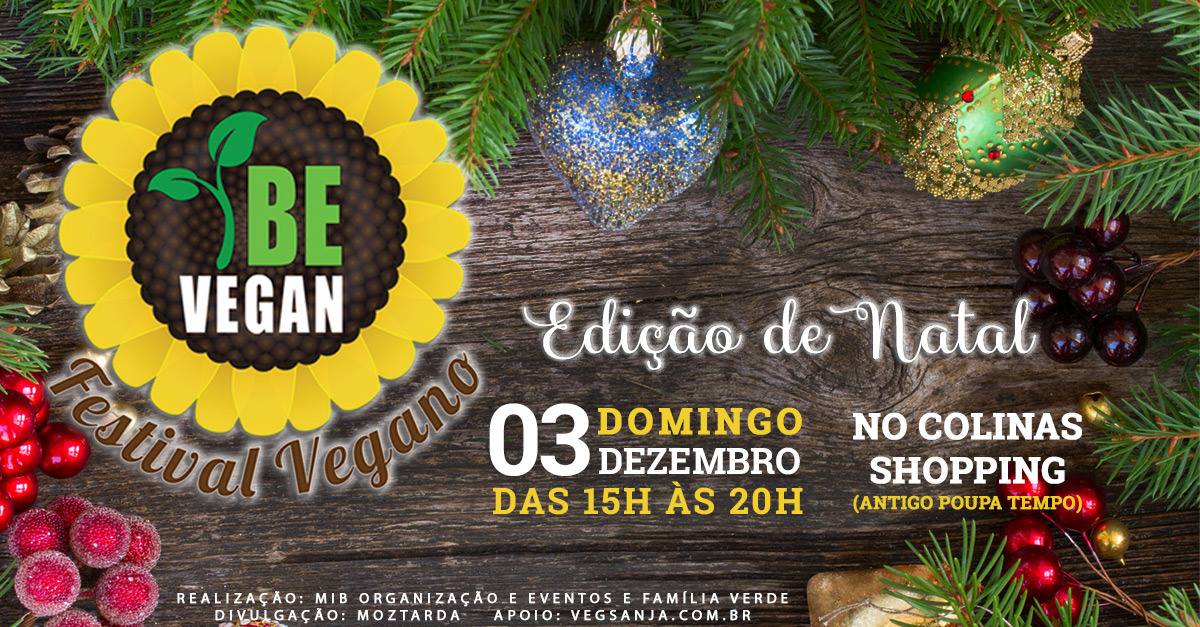 BE
VEGAN
Festival Vegano
Edição de Natal
03 DOMINGO
DEZEMBRO
DAS 15H ÀS 20H
NO COLINAS
SHOPPING
(ANTIGO POUPA TEMPO)
REALIZAÇÃO: MIB ORGANIZAÇÃO E EVENTOS E FAMÍLIA VERDE
DIVULGAÇÃO: MOZTARDA APOIO: VEGSANJA.COM.BR